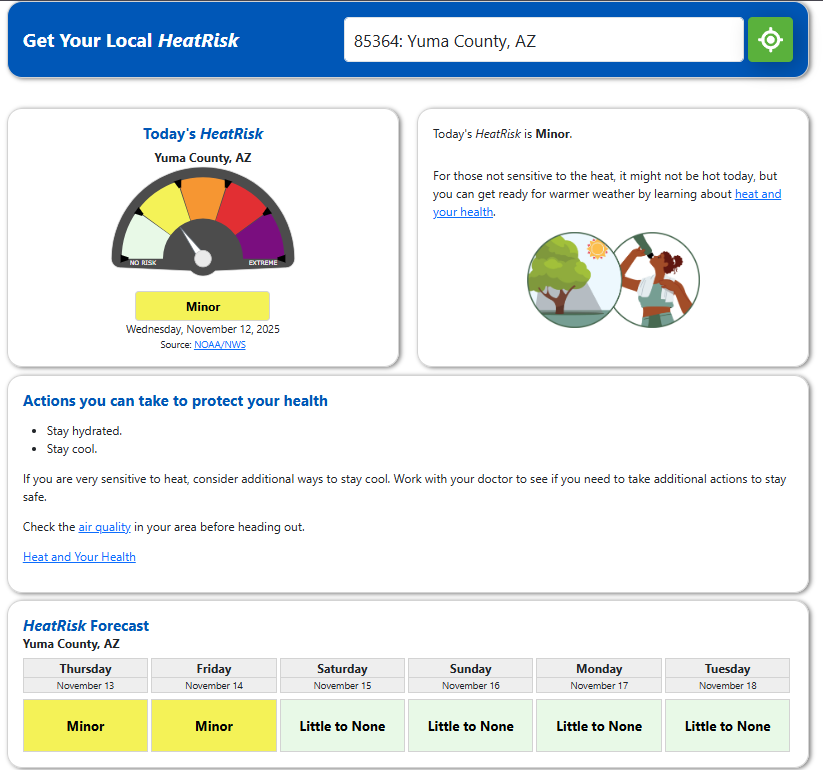 Get Your Local HeatRisk
85364: Yuma County, AZ
Today's HeatRisk
Yuma County, AZ
NO RISK
EXTREME
Minor
Wednesday, November 12, 2025
Source: NOAA/NWS
Today's HeatRisk is Minor.
For those not sensitive to the heat, it might not be hot today, but
you can get ready for warmer weather by learning about heat and
your health.
Actions you can take to protect your health
• Stay hydrated.
• Stay cool.
If you are very sensitive to heat, consider additional ways to stay cool. Work with your doctor to see if you need to take additional actions to stay
safe.
Check the air quality in your area before heading out.
Heat and Your Health
HeatRisk Forecast
Yuma County, AZ
Thursday Friday Saturday Sunday Monday Tuesday
November 13 November 14 November 15 November 16 November 17 November 18
Minor Minor Little to None Little to None Little to None Little to None